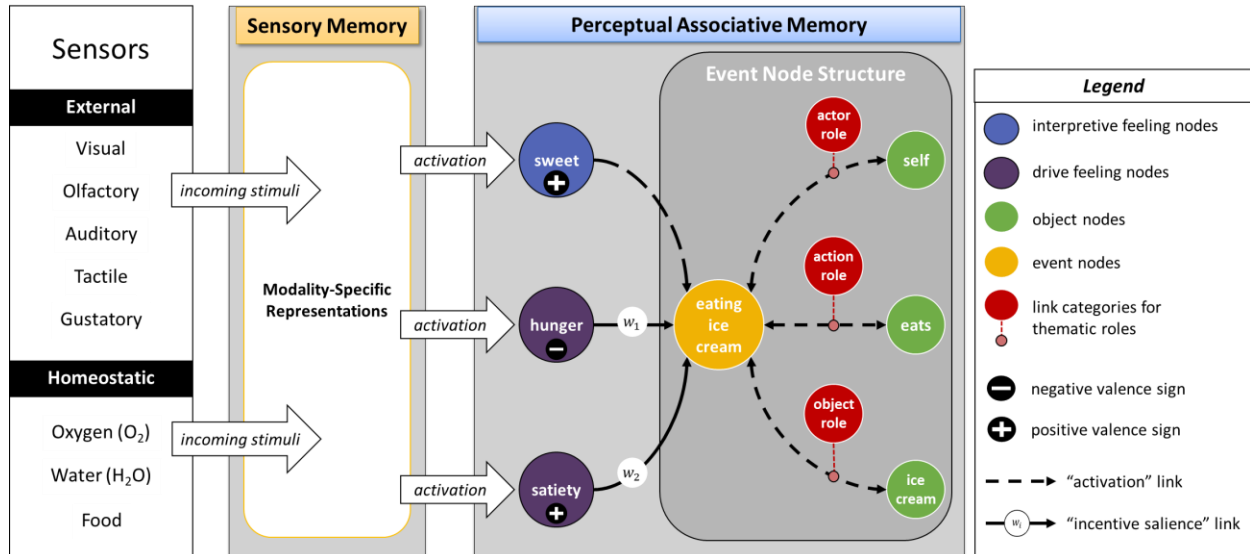 Sensors
External
Visual
Olfactory
Auditory
Tactile
Gustatory
Homeostatic
Oxygen (O₂)
Water (H₂O)
Food
incoming stimuli
incoming stimuli
Sensory Memory
Modality-Specific
Representations
activation
activation
activation
Perceptual Associative Memory
Event Node Structure
sweet
+
hunger
−
satiety
+
w₁
w₂
eating
ice
cream
actor
role
self
action
role
eats
object
role
ice
cream
Legend
interpretive feeling nodes
drive feeling nodes
object nodes
event nodes
link categories for
thematic roles
− negative valence sign
+ positive valence sign
“activation” link
wᵢ “incentive salience” link